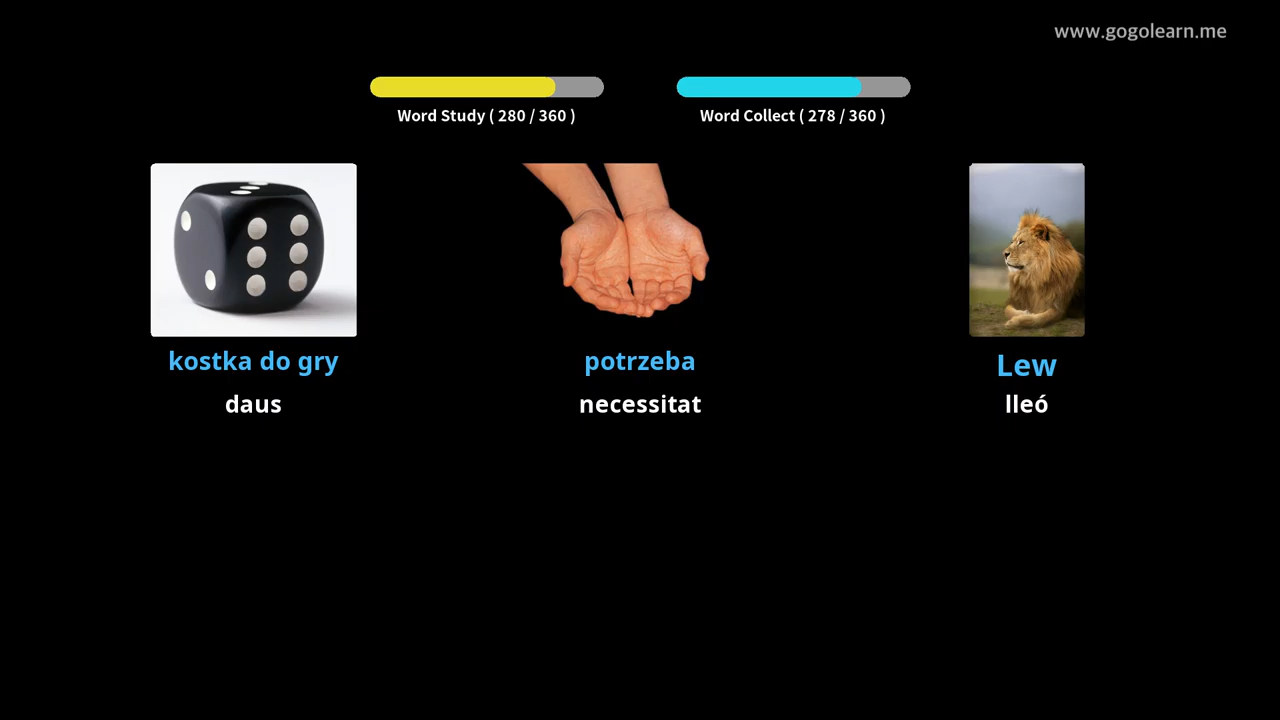 www.gogolearn.me
Word Study ( 280 / 360 )
Word Collect ( 278 / 360 )
kostka do gry
daus
potrzeba
necessitat
Lew
lleó